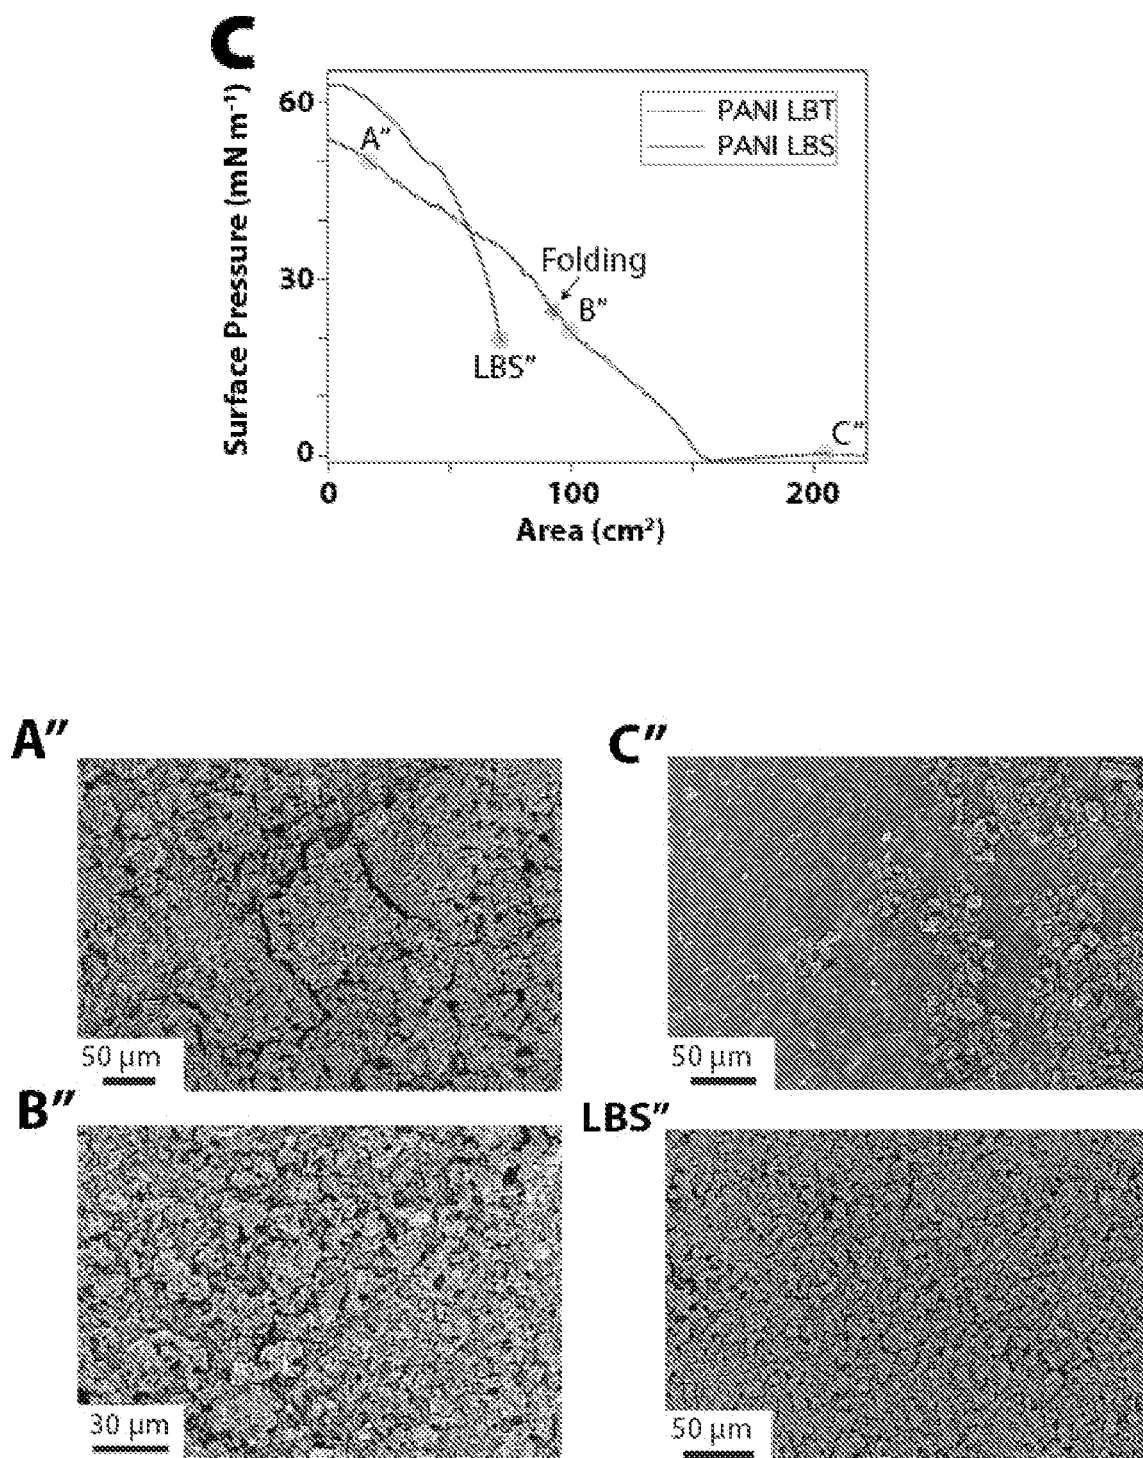 C
Surface Pressure (mN m⁻¹)
60
30
0
PANI LBT
PANI LBS
A″
Folding
B″
LBS″
C″
0
100
200
Area (cm²)
A″
C″
50 µm
50 µm
B″
LBS″
30 µm
50 µm